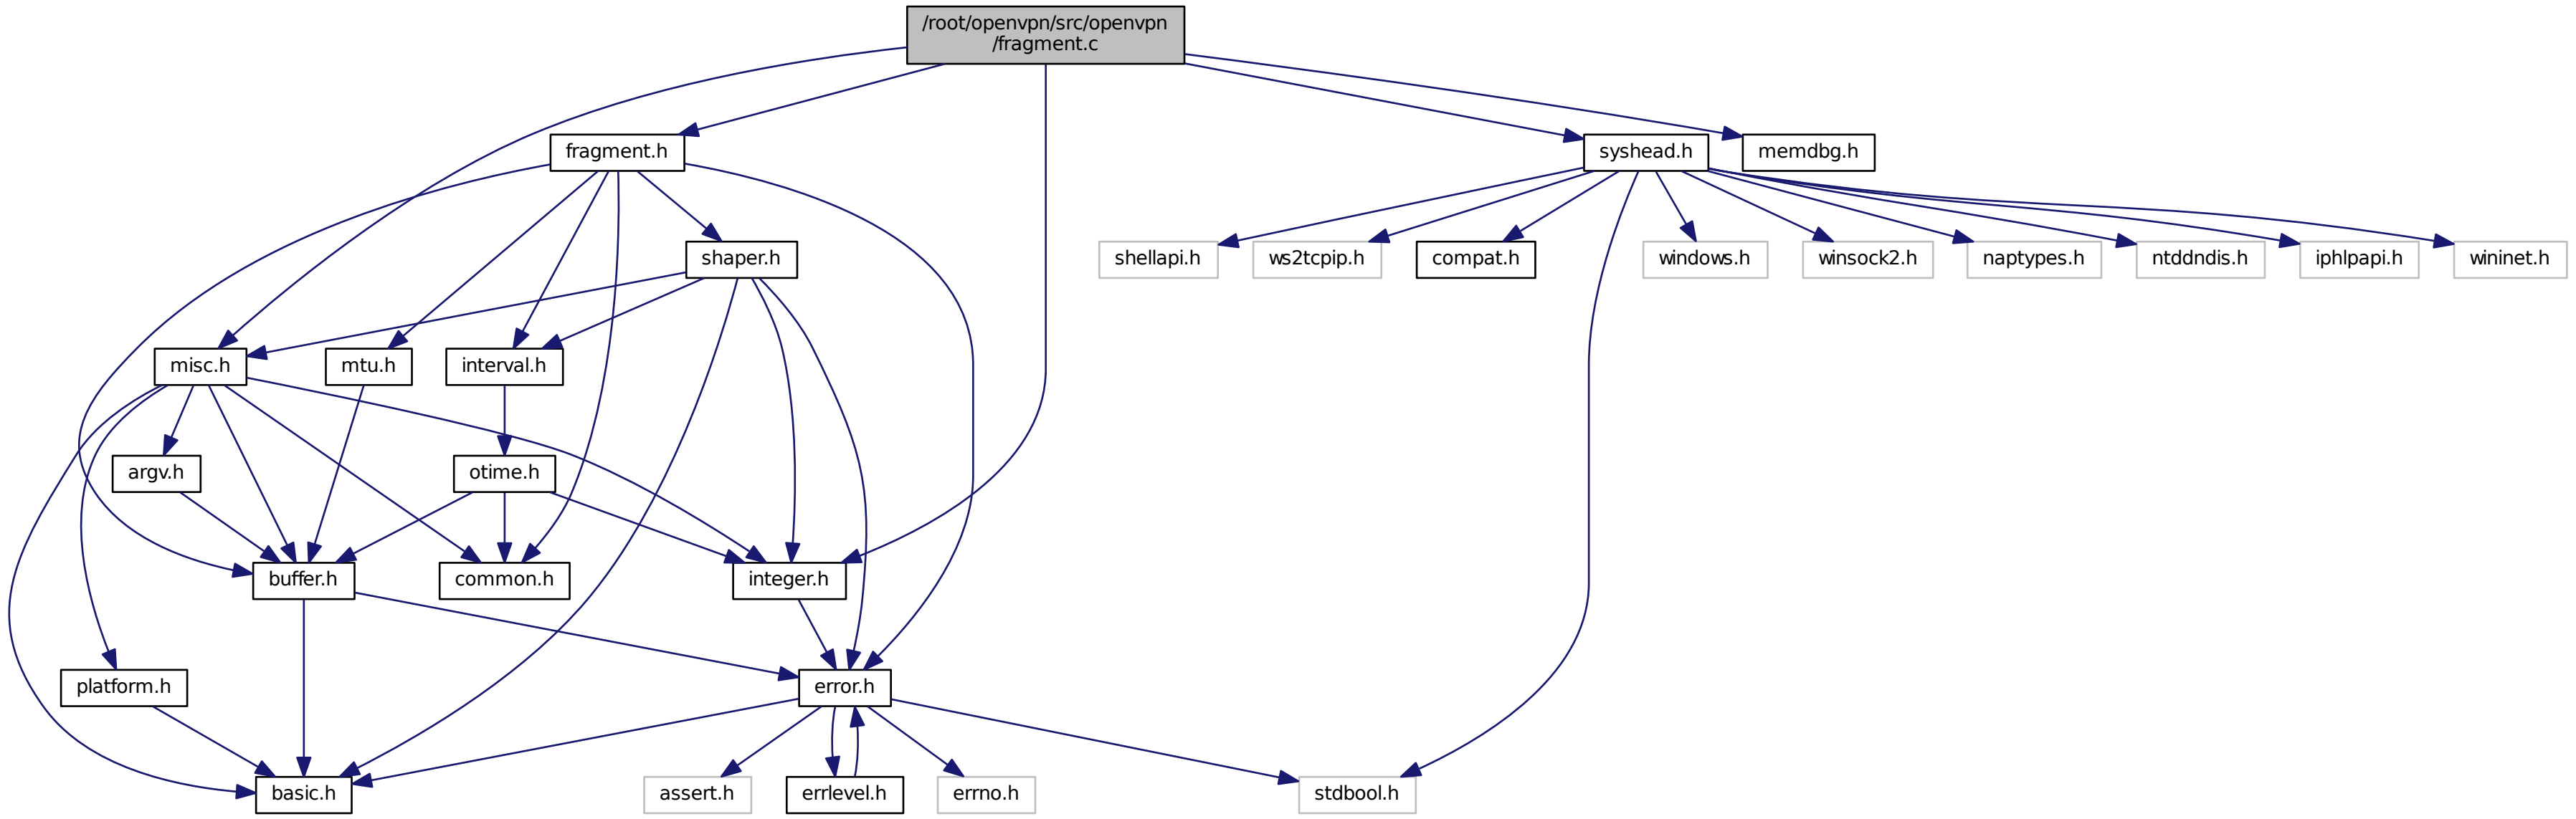 /root/openvpn/src/openvpn
/fragment.c
fragment.h
syshead.h
memdbg.h
shaper.h
shellapi.h
ws2tcpip.h
compat.h
windows.h
winsock2.h
naptypes.h
ntddndis.h
iphlpapi.h
wininet.h
misc.h
mtu.h
interval.h
argv.h
otime.h
buffer.h
common.h
integer.h
platform.h
error.h
basic.h
assert.h
errlevel.h
errno.h
stdbool.h